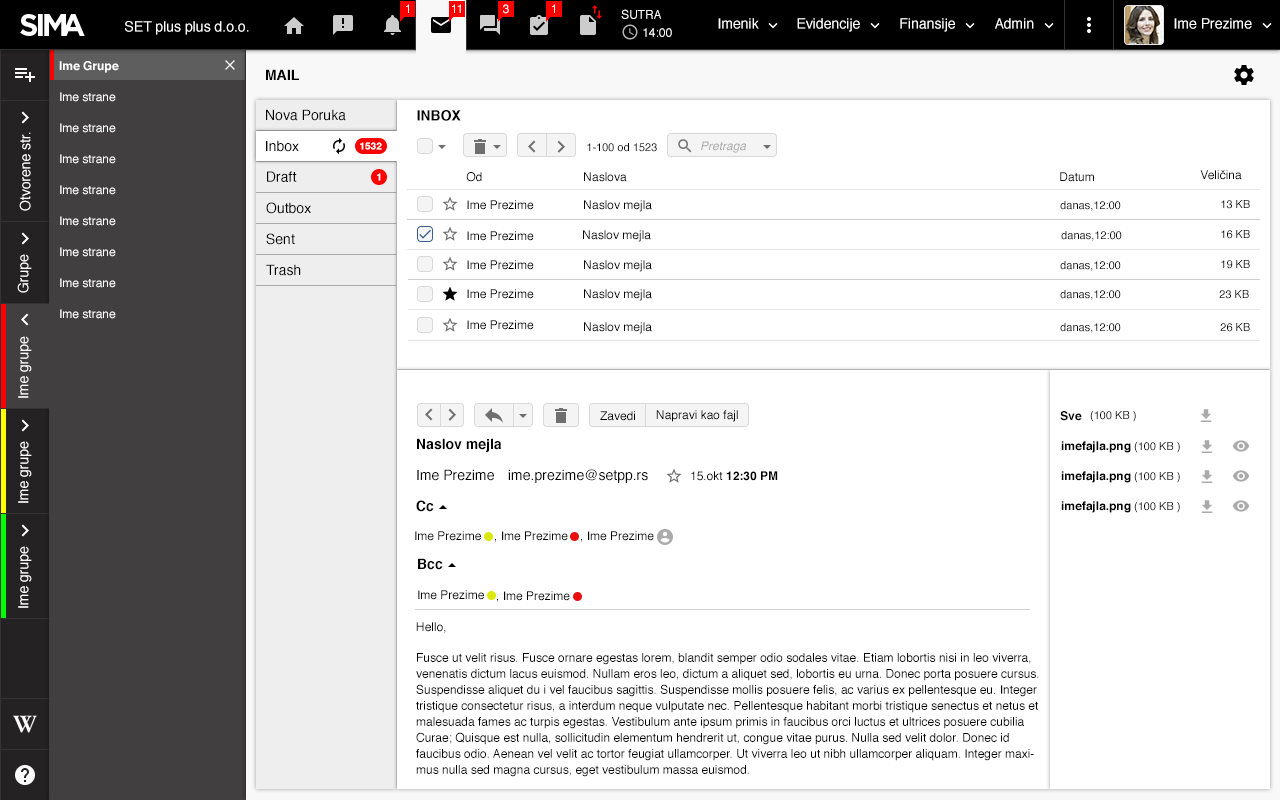 SIMA
SET plus plus d.o.o.
1
11
3
1
SUTRA
14:00
Imenik
Evidencije
Finansije
Admin
Ime Prezime
Otvorene str.
Grupe
Ime grupe
Ime grupe
Ime grupe
W
?
Ime Grupe
Ime strane
Ime strane
Ime strane
Ime strane
Ime strane
Ime strane
Ime strane
Ime strane
MAIL
Nova Poruka
Inbox 1532
Draft 1
Outbox
Sent
Trash
INBOX
1-100 od 1523 Pretraga
Od Naslova Datum Veličina
Ime Prezime Naslov mejla danas,12:00 13 KB
Ime Prezime Naslov mejla danas,12:00 16 KB
Ime Prezime Naslov mejla danas,12:00 19 KB
Ime Prezime Naslov mejla danas,12:00 23 KB
Ime Prezime Naslov mejla danas,12:00 26 KB
Zavedi Napravi kao fajl
Naslov mejla
Ime Prezime ime.prezime@setpp.rs 15.okt 12:30 PM
Cc
Ime Prezime , Ime Prezime , Ime Prezime
Bcc
Ime Prezime , Ime Prezime
Hello,
Fusce ut velit risus. Fusce ornare egestas lorem, blandit semper odio sodales vitae. Etiam lobortis nisi in leo viverra,
venenatis dictum lacus euismod. Nullam eros leo, dictum a aliquet sed, lobortis eu urna. Donec porta posuere cursus.
Suspendisse aliquet du i vel faucibus sagittis. Suspendisse mollis posuere felis, ac varius ex pellentesque eu. Integer
tristique consectetur risus, a interdum neque vulputate nec. Pellentesque habitant morbi tristique senectus et netus et
malesuada fames ac turpis egestas. Vestibulum ante ipsum primis in faucibus orci luctus et ultrices posuere cubilia
Curae; Quisque est nulla, sollicitudin elementum hendrerit ut, congue vitae purus. Nulla sed velit dolor. Donec id
faucibus odio. Aenean vel velit ac tortor feugiat ullamcorper. Ut viverra leo ut nibh ullamcorper aliquam. Integer maxi-
mus nulla sed magna cursus, eget vestibulum massa euismod.
Sve (100 KB )
imefajla.png (100 KB )
imefajla.png (100 KB )
imefajla.png (100 KB )